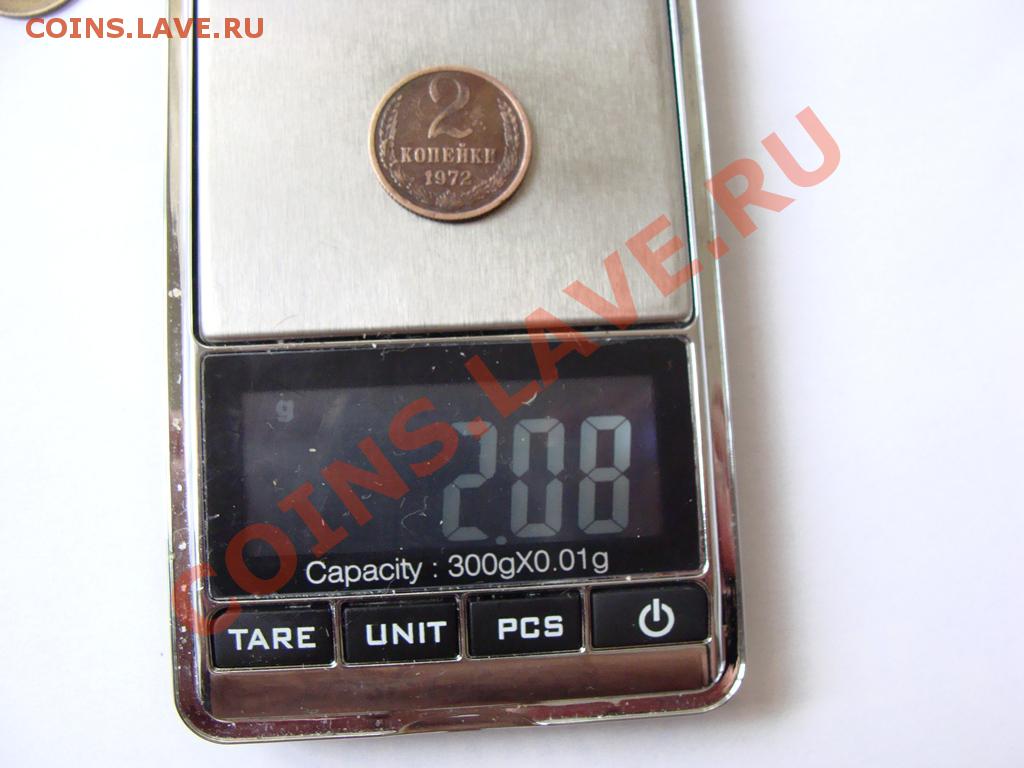 COINS.LAVE.RU
2
КОПЕЙКИ
1972
COINS.LAVE.RU
g
2.08
Capacity : 300gX0.01g
TARE UNIT PCS